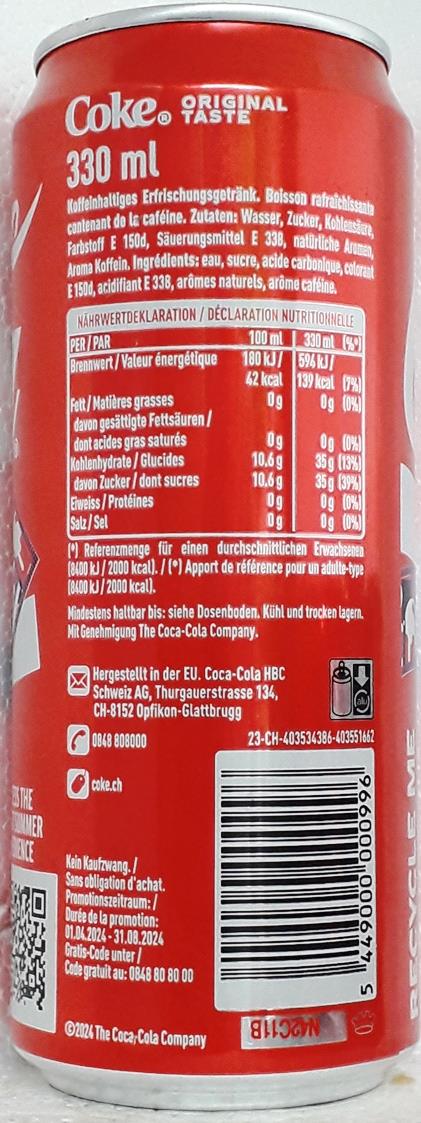 Coke® ORIGINAL
TASTE
330 ml
Koffeinhaltiges Erfrischungsgetränk. Boisson rafraîchissante
contenant de la caféine. Zutaten: Wasser, Zucker, Kohlensäure,
Farbstoff E 150d, Säuerungsmittel E 338, natürliche Aromen,
Aroma Koffein. Ingrédients: eau, sucre, acide carbonique, colorant
E 150d, acidifiant E 338, arômes naturels, arôme caféine.
NÄHRWERTDEKLARATION / DÉCLARATION NUTRITIONNELLE
PER/PAR 100 ml 330 ml (%*)
Brennwert/Valeur énergétique 180 kJ/ 594 kJ/
42 kcal 139 kcal (7%)
Fett/Matières grasses 0g 0g (0%)
davon gesättigte Fettsäuren/
dont acides gras saturés 0g 0g (0%)
Kohlenhydrate/Glucides 10,6g 35g (13%)
davon Zucker/dont sucres 10,6g 35g (39%)
Eiweiss/Protéines 0g 0g (0%)
Salz/Sel 0g 0g (0%)
(*) Referenzmenge für einen durchschnittlichen Erwachsenen
(8400 kJ/2000 kcal). / (*) Apport de référence pour un adulte-type
(8400 kJ/2000 kcal).
Mindestens haltbar bis: siehe Dosenboden. Kühl und trocken lagern.
Mit Genehmigung The Coca-Cola Company.
Hergestellt in der EU. Coca-Cola HBC
Schweiz AG, Thurgauerstrasse 134,
CH-8152 Opfikon-Glattbrugg
alu
0848 808000
23-CH-403534386-403551662
coke.ch
THE
Kein Kaufzwang. /
Sans obligation d'achat.
Promotionszeitraum: /
Durée de la promotion:
01.04.2024 - 31.08.2024
Gratis-Code unter /
Code gratuit au: 0848 80 80 00
5 449000 000996
RECYCLE ME
©2024 The Coca-Cola Company
N42C11B